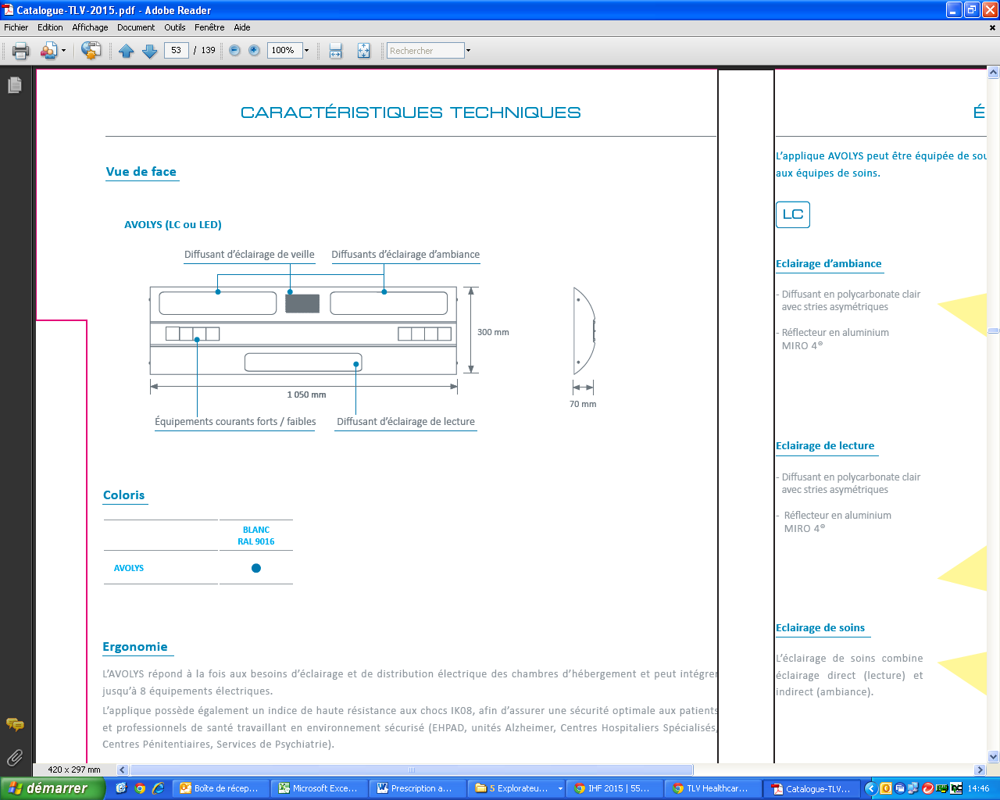 Catalogue-TLV-2015.pdf - Adobe Reader
Fichier Edition Affichage Document Outils Fenêtre Aide
53 / 139 100% Rechercher
CARACTÉRISTIQUES TECHNIQUES
Vue de face
AVOLYS (LC ou LED)
Diffusant d'éclairage de veille Diffusants d'éclairage d'ambiance
300 mm
1 050 mm
70 mm
Équipements courants forts / faibles Diffusant d'éclairage de lecture
Coloris
BLANC
RAL 9016
AVOLYS
Ergonomie
L'AVOLYS répond à la fois aux besoins d'éclairage et de distribution électrique des chambres d'hébergement et peut intégrer
jusqu'à 8 équipements électriques.
L'applique possède également un indice de haute résistance aux chocs IK08, afin d'assurer une sécurité optimale aux patients
et professionnels de santé travaillant en environnement sécurisé (EHPAD, unités Alzheimer, Centres Hospitaliers Spécialisés,
Centres Pénitentiaires, Services de Psychiatrie).
É
L'applique AVOLYS peut être équipée de sou
aux équipes de soins.
LC
Eclairage d'ambiance
- Diffusant en polycarbonate clair
avec stries asymétriques
- Réflecteur en aluminium
MIRO 4®
Eclairage de lecture
- Diffusant en polycarbonate clair
avec stries asymétriques
- Réflecteur en aluminium
MIRO 4®
Eclairage de soins
L'éclairage de soins combine
éclairage direct (lecture) et
indirect (ambiance).
420 x 297 mm
démarrer Boîte de récep... Microsoft Exce... Prescription a... 5 Explorateu... IHF 2015 | 55... TLV Healthcar... Catalogue-TLV... 14:46